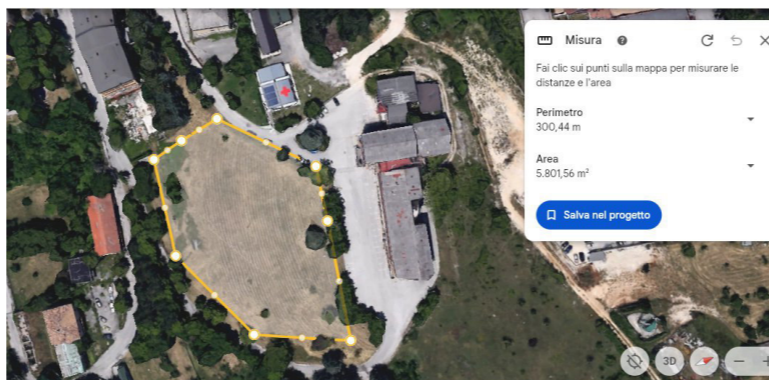 Misura
Fai clic sui punti sulla mappa per misurare le
distanze e l'area
Perimetro
300,44 m
Area
5.801,56 m²
Salva nel progetto
3D